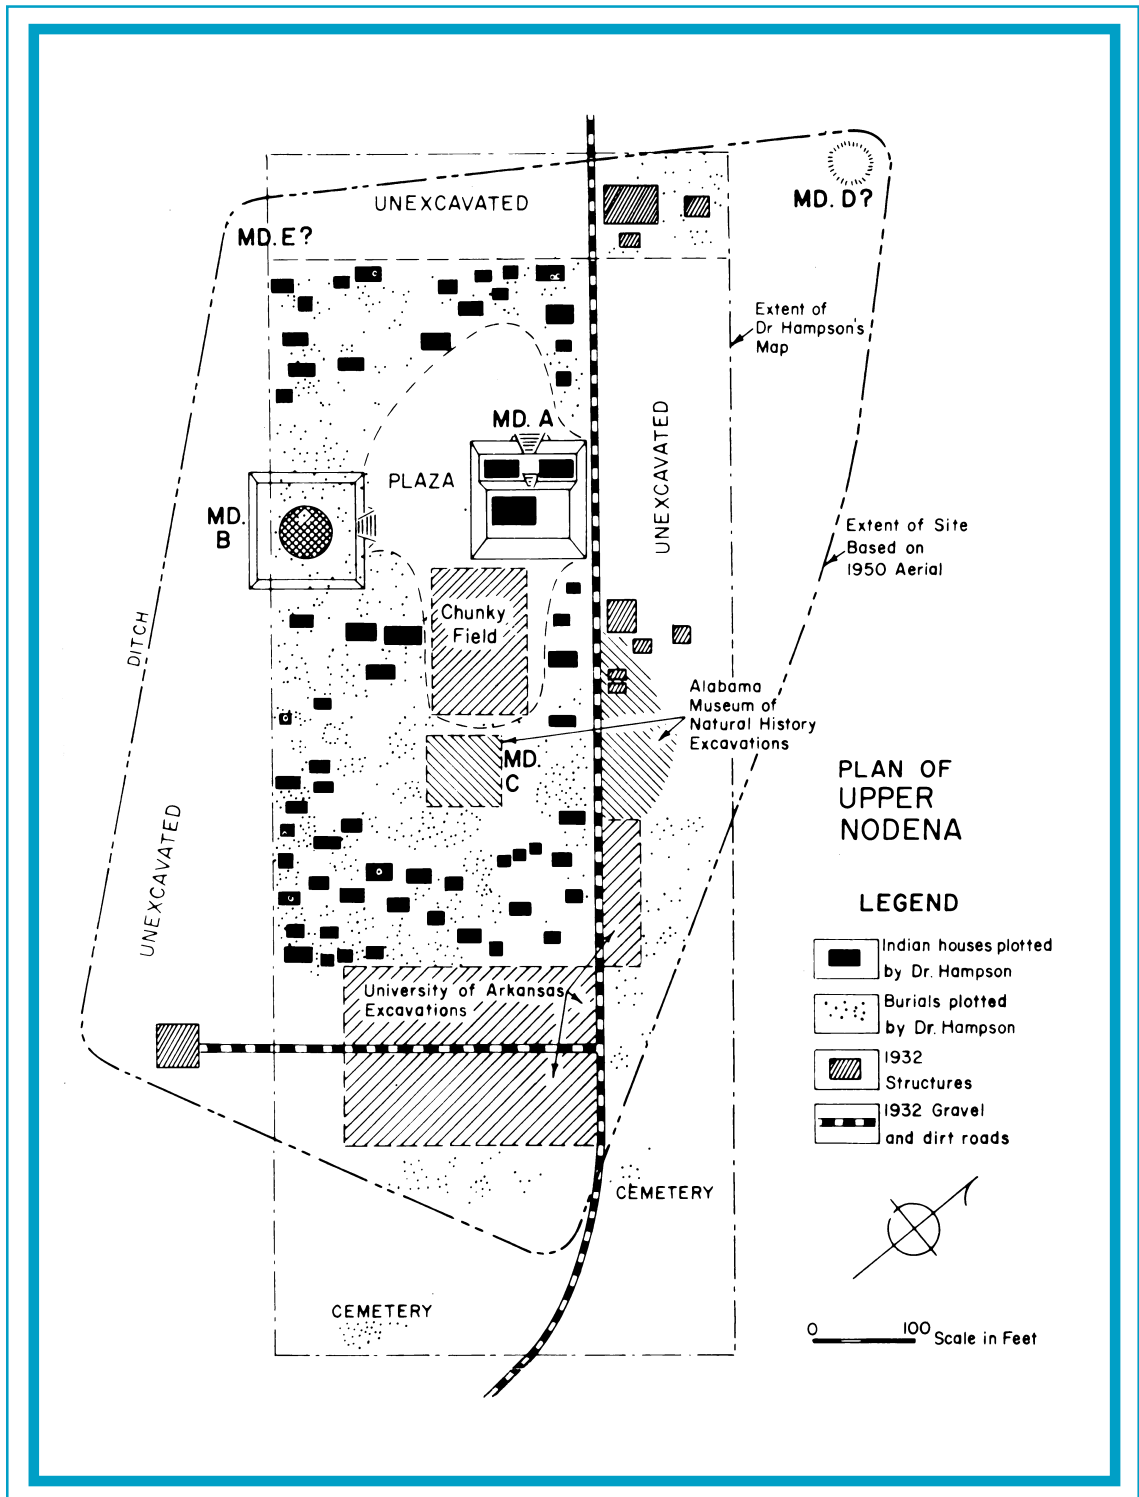 UNEXCAVATED
MD. D?
MD. E?
Extent of
Dr Hampson's
Map
MD. A
UNEXCAVATED
PLAZA
MD.
B
Extent of Site
Based on
1950 Aerial
Chunky
Field
DITCH
Alabama
Museum of
Natural History
Excavations
MD.
C
PLAN OF
UPPER
NODENA
UNEXCAVATED
LEGEND
Indian houses plotted
by Dr. Hampson
Burials plotted
by Dr. Hampson
1932
Structures
1932 Gravel
and dirt roads
University of Arkansas
Excavations
CEMETERY
CEMETERY
0 100 Scale in Feet